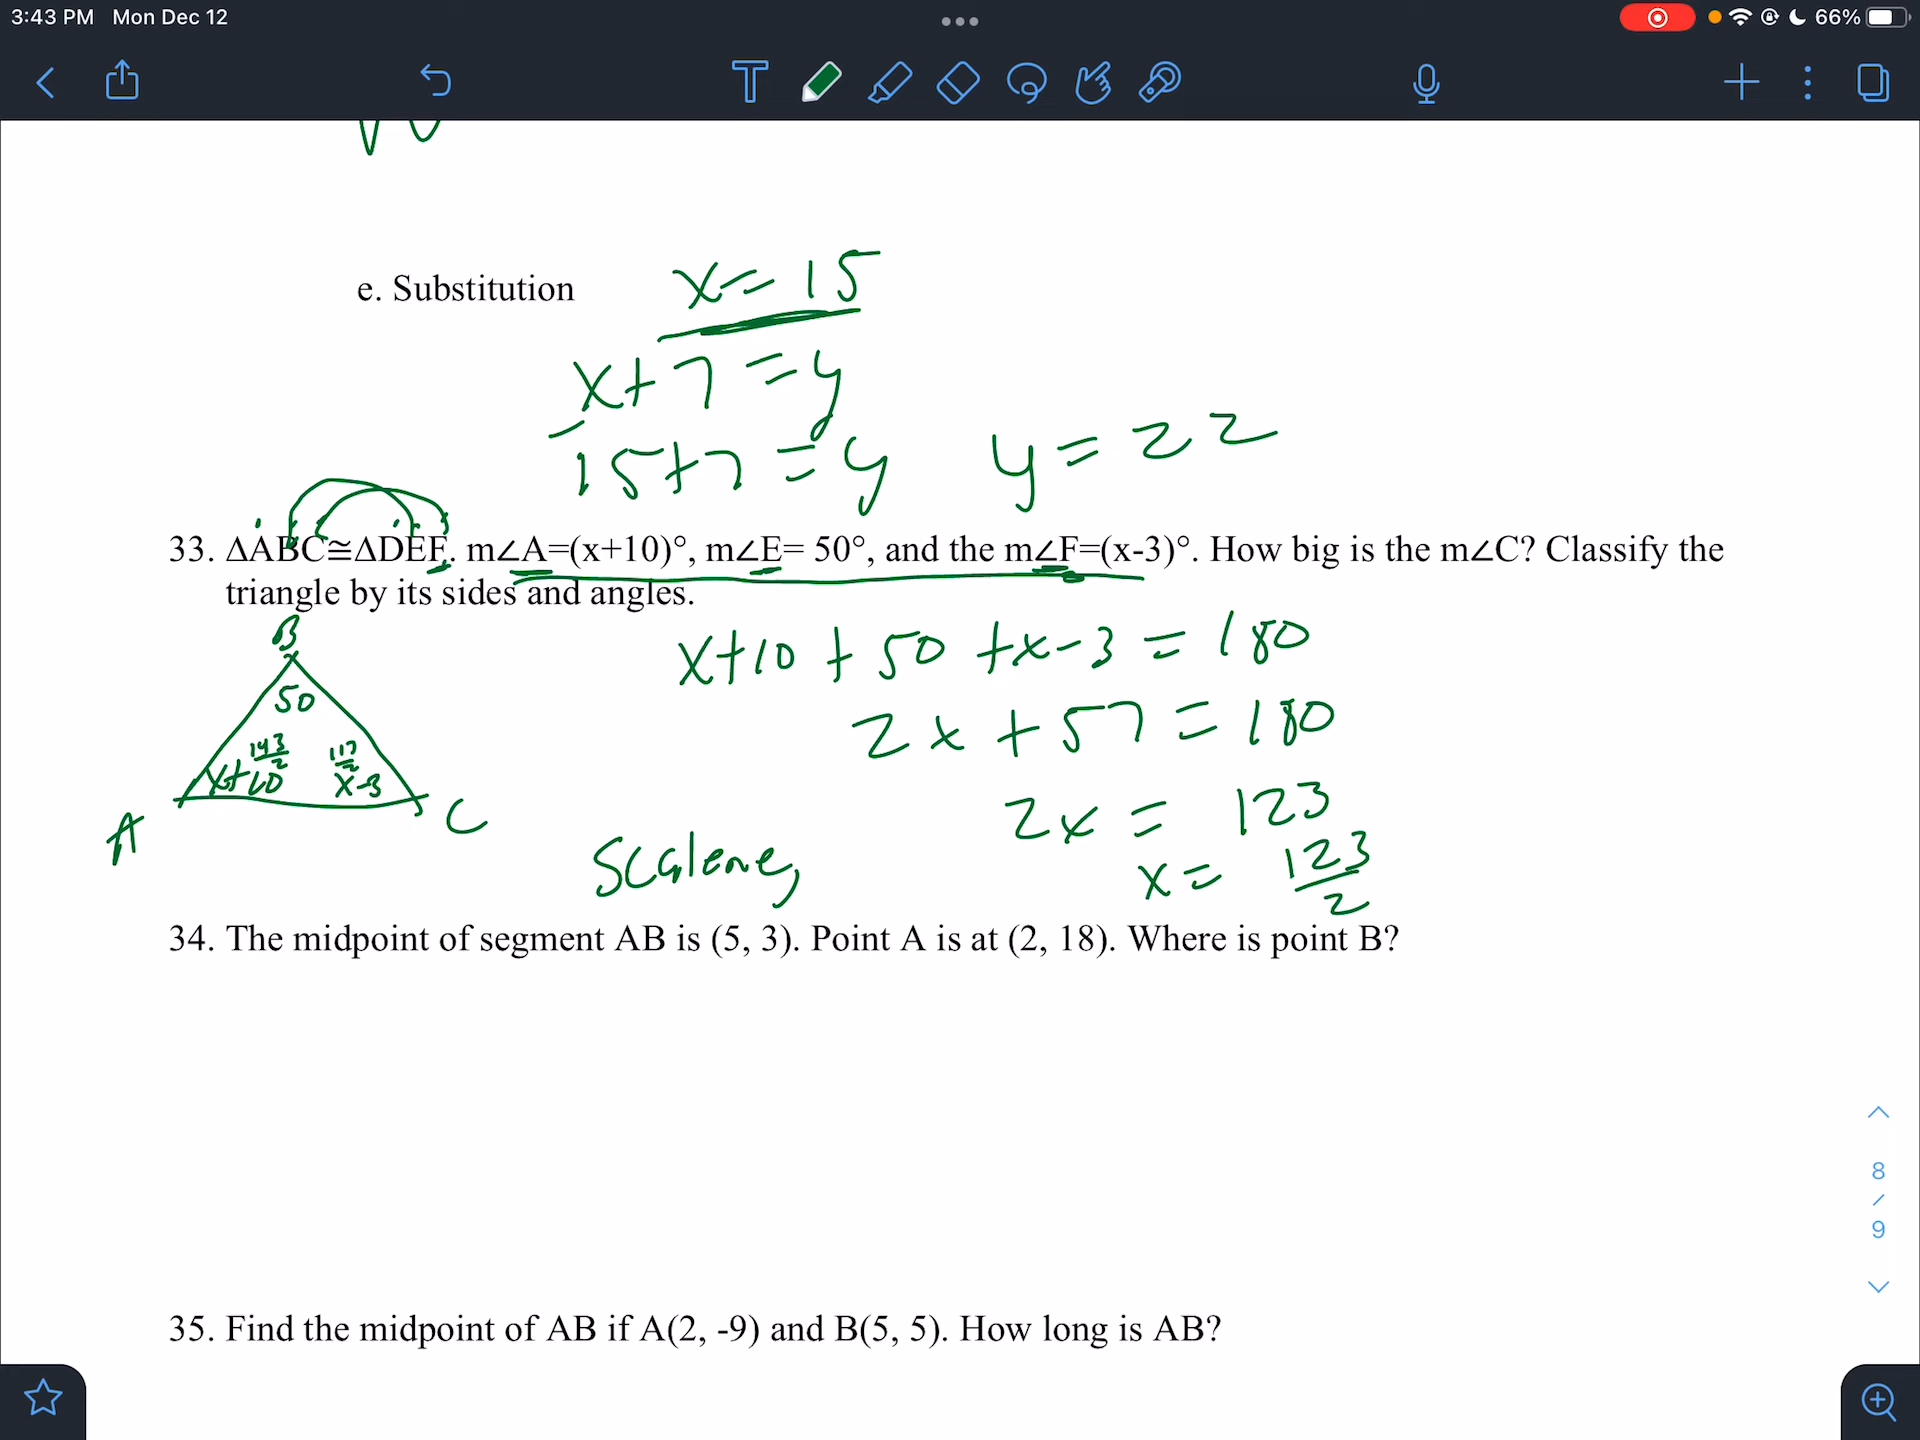 3:43 PM Mon Dec 12
66%
e. Substitution x = 15
x+7 = y
15+7 = y y = 22
33. ΔABC≅ΔDEF. m∠A=(x+10)°, m∠E= 50°, and the m∠F=(x-3)°. How big is the m∠C? Classify the
triangle by its sides and angles.
B
x+10 + 50 + x-3 = 180
50
2x + 57 = 180
143/2 117/2
x+10 x-3
2x = 123
A C
Scalene,
x = 123/2
34. The midpoint of segment AB is (5, 3). Point A is at (2, 18). Where is point B?
8
/
9
35. Find the midpoint of AB if A(2, -9) and B(5, 5). How long is AB?